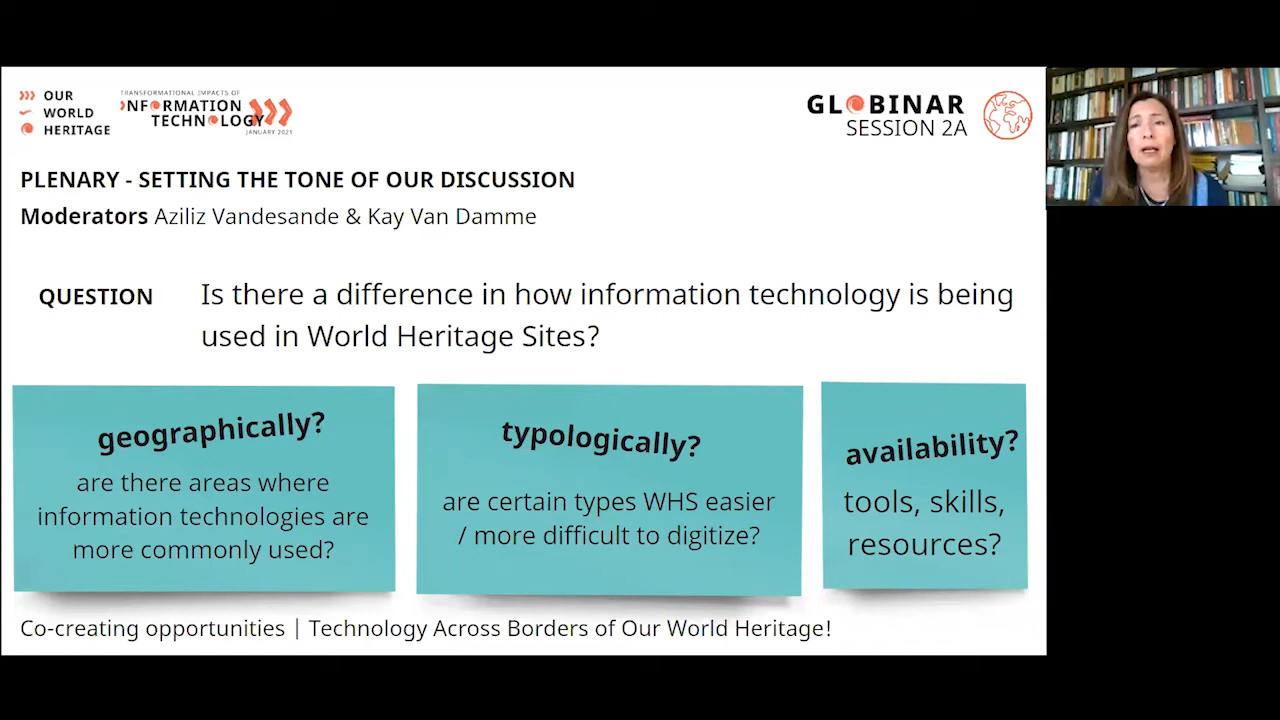 OUR
WORLD
HERITAGE
TRANSFORMATIONAL IMPACTS OF
INFORMATION
TECHNOLOGY
JANUARY 2021
GLOBINAR
SESSION 2A
PLENARY - SETTING THE TONE OF OUR DISCUSSION
Moderators Aziliz Vandesande & Kay Van Damme
QUESTION
Is there a difference in how information technology is being
used in World Heritage Sites?
geographically?
are there areas where
information technologies are
more commonly used?
typologically?
are certain types WHS easier
/ more difficult to digitize?
availability?
tools, skills,
resources?
Co-creating opportunities | Technology Across Borders of Our World Heritage!